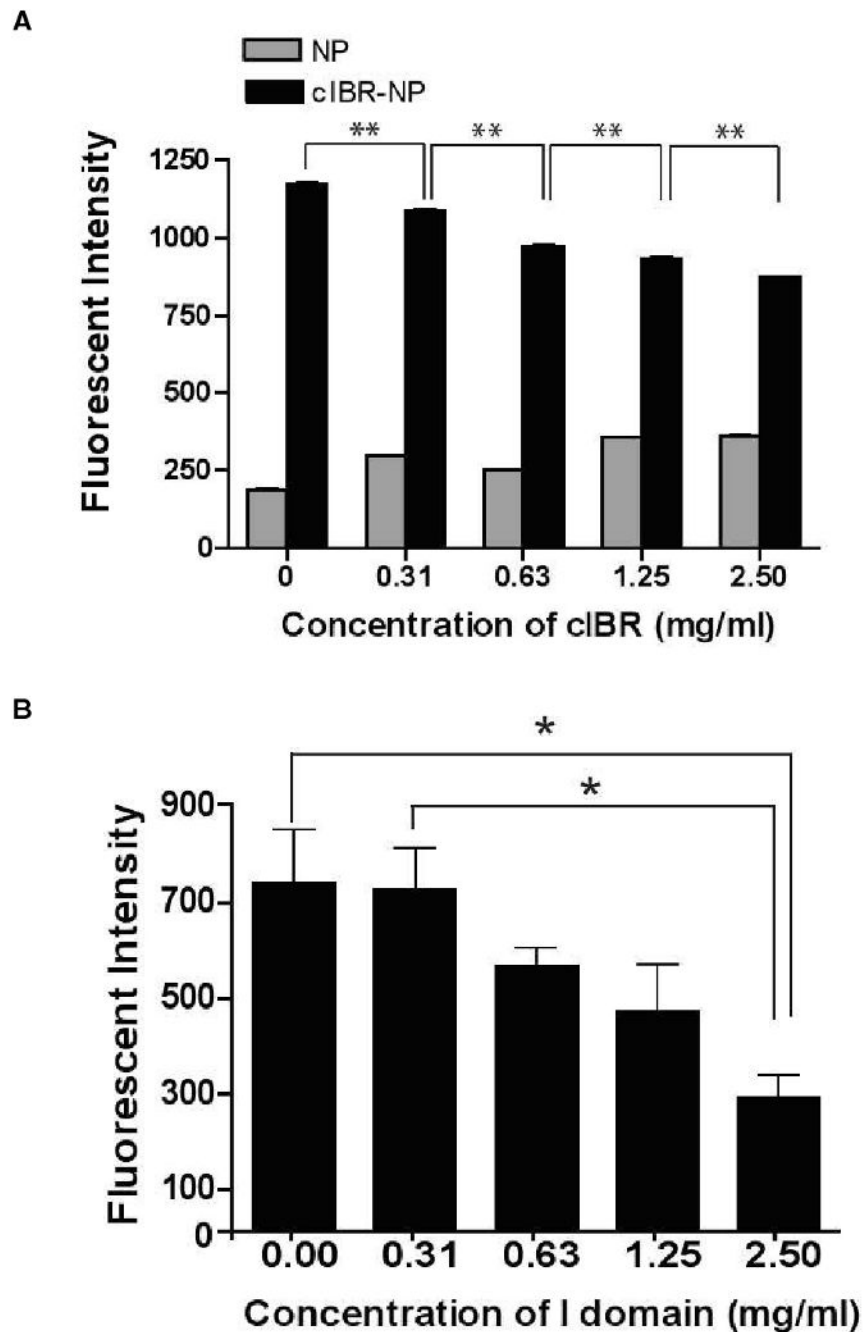 A
NP
cIBR-NP
** ** ** **
1250
1000
750
500
250
0
Fluorescent Intensity
0 0.31 0.63 1.25 2.50
Concentration of cIBR (mg/ml)
B
*
*
900
700
500
300
100
0
Fluorescent Intensity
0.00 0.31 0.63 1.25 2.50
Concentration of I domain (mg/ml)